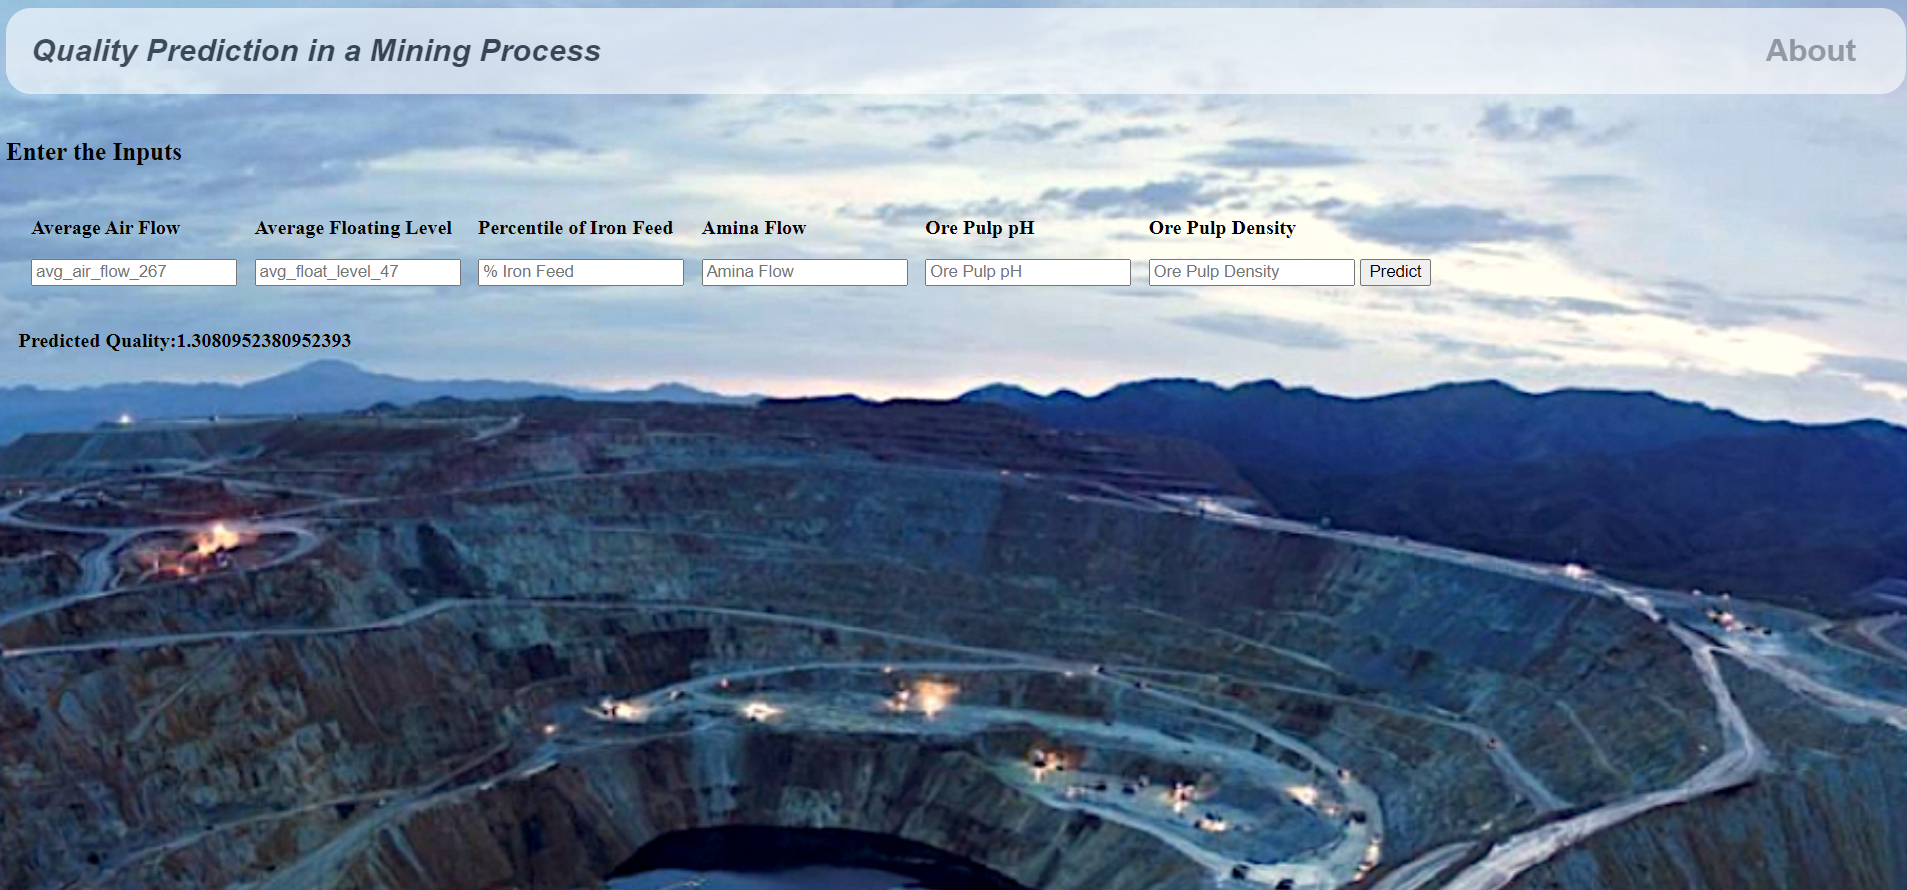 Quality Prediction in a Mining Process About
Enter the Inputs
Average Air Flow Average Floating Level Percentile of Iron Feed Amina Flow Ore Pulp pH Ore Pulp Density
avg_air_flow_267 avg_float_level_47 % Iron Feed Amina Flow Ore Pulp pH Ore Pulp Density Predict
Predicted Quality:1.3080952380952393